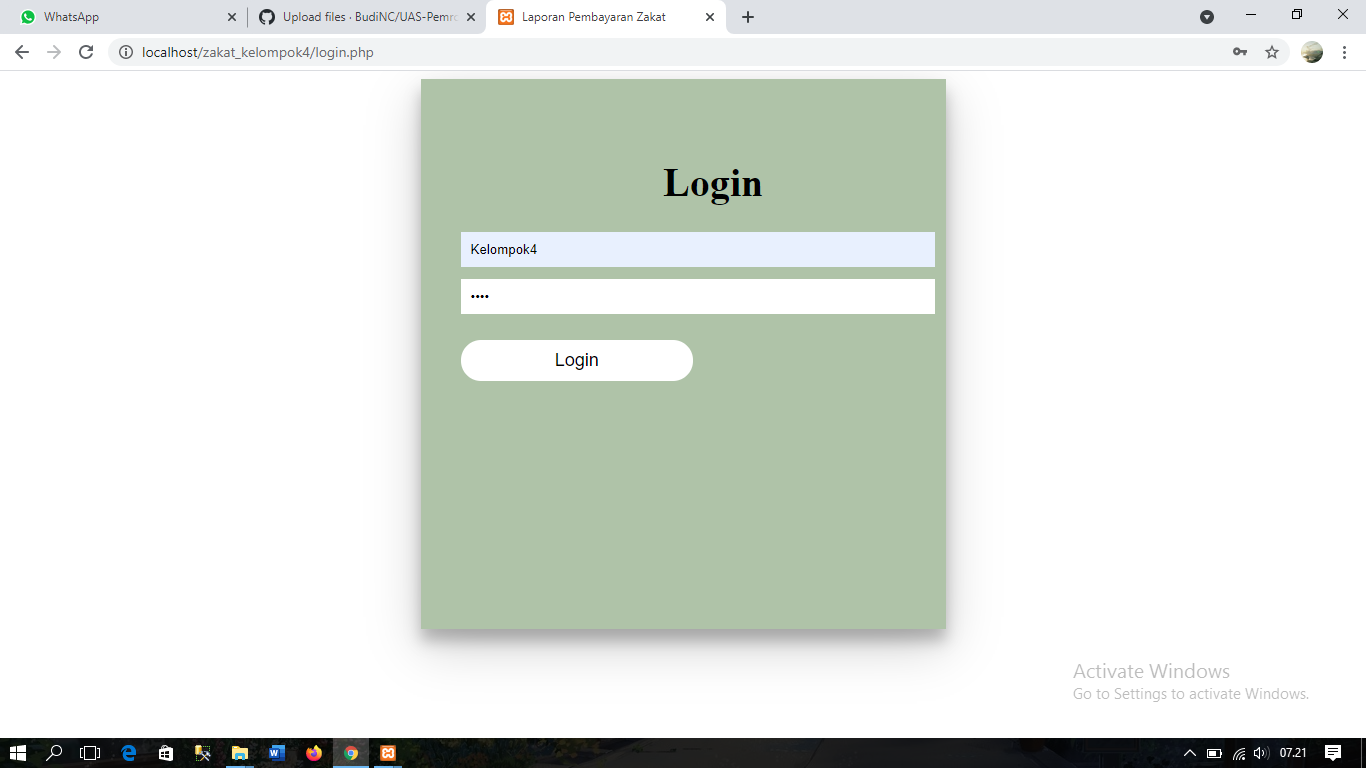 WhatsApp
Upload files · BudiNC/UAS-Pemro
Laporan Pembayaran Zakat
localhost/zakat_kelompok4/login.php
Login
Kelompok4
••••
Login
Activate Windows
Go to Settings to activate Windows.
07.21